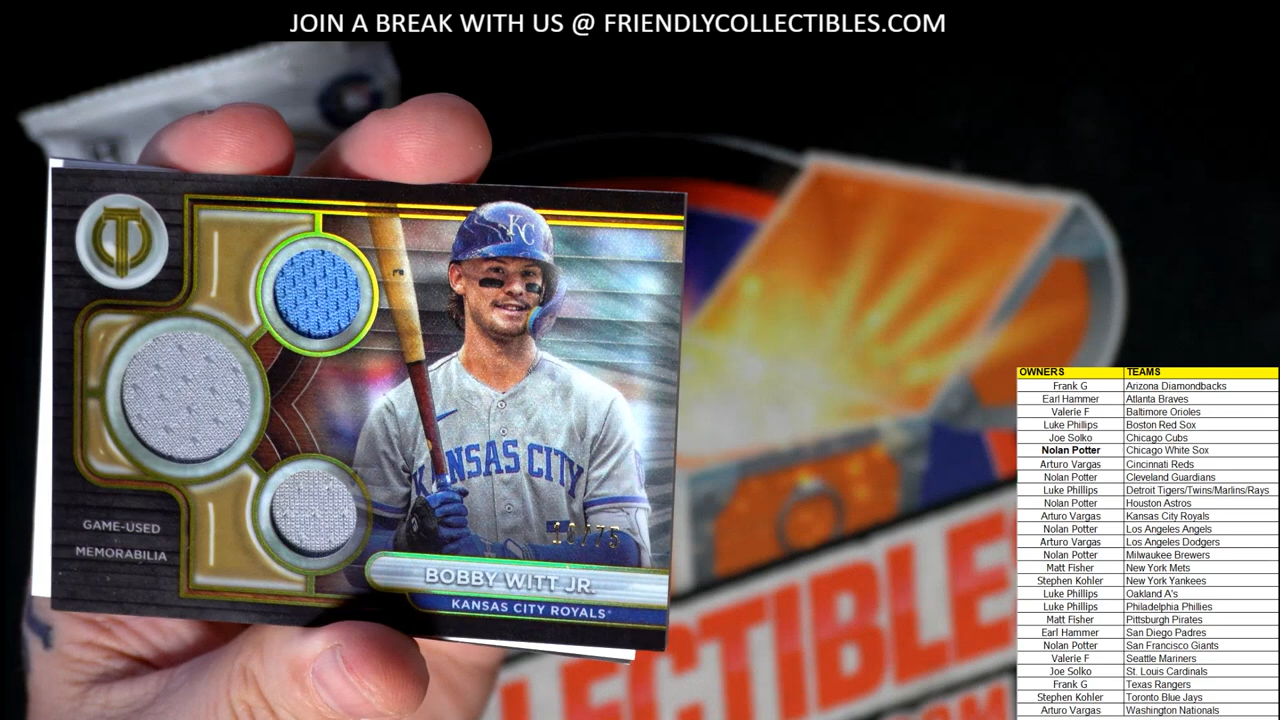 JOIN A BREAK WITH US @ FRIENDLYCOLLECTIBLES.COM
KC
KANSAS CITY
GAME-USED
MEMORABILIA
10/75
BOBBY WITT JR.
KANSAS CITY ROYALS
OWNERS TEAMS
Frank G Arizona Diamondbacks
Earl Hammer Atlanta Braves
Valerie F Baltimore Orioles
Luke Phillips Boston Red Sox
Joe Solko Chicago Cubs
Nolan Potter Chicago White Sox
Arturo Vargas Cincinnati Reds
Nolan Potter Cleveland Guardians
Luke Phillips Detroit Tigers/Twins/Marlins/Rays
Nolan Potter Houston Astros
Arturo Vargas Kansas City Royals
Nolan Potter Los Angeles Angels
Arturo Vargas Los Angeles Dodgers
Nolan Potter Milwaukee Brewers
Matt Fisher New York Mets
Stephen Kohler New York Yankees
Luke Phillips Oakland A's
Luke Phillips Philadelphia Phillies
Matt Fisher Pittsburgh Pirates
Earl Hammer San Diego Padres
Nolan Potter San Francisco Giants
Valerie F Seattle Mariners
Joe Solko St. Louis Cardinals
Frank G Texas Rangers
Stephen Kohler Toronto Blue Jays
Arturo Vargas Washington Nationals
LECTIBLE